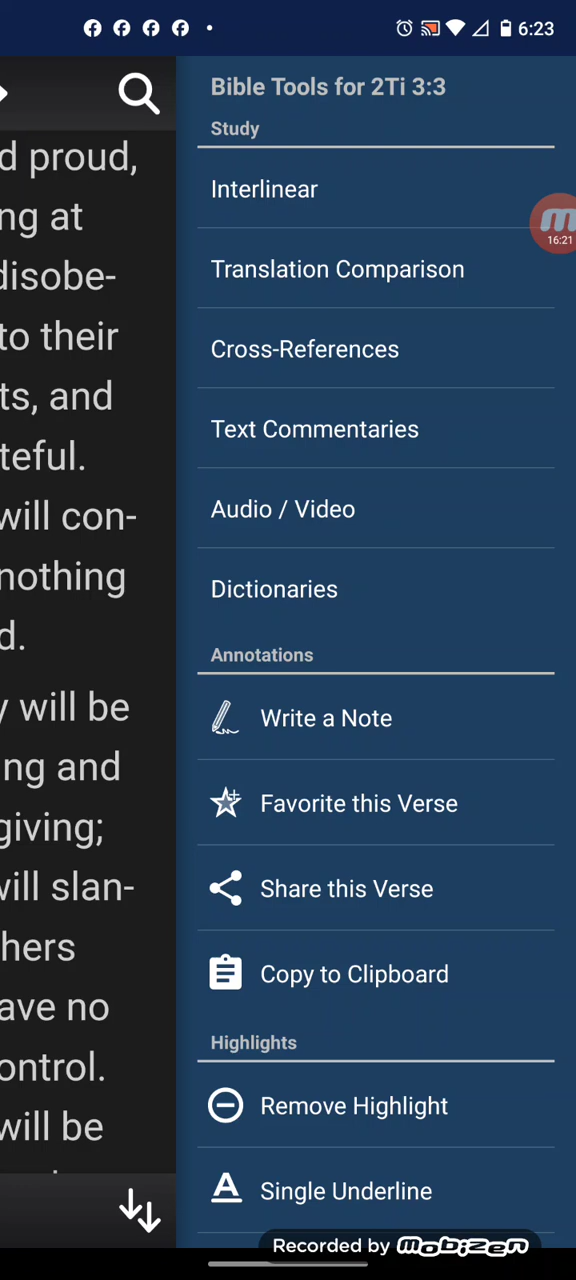 6:23
Bible Tools for 2Ti 3:3
Study
Interlinear
16:21
Translation Comparison
Cross-References
Text Commentaries
Audio / Video
Dictionaries
Annotations
Write a Note
Favorite this Verse
Share this Verse
Copy to Clipboard
Highlights
Remove Highlight
Single Underline
d proud,
ng at
disobe-
to their
ts, and
teful.
will con-
nothing
d.
y will be
ng and
giving;
will slan-
hers
ave no
ontrol.
will be
Recorded by mobizen